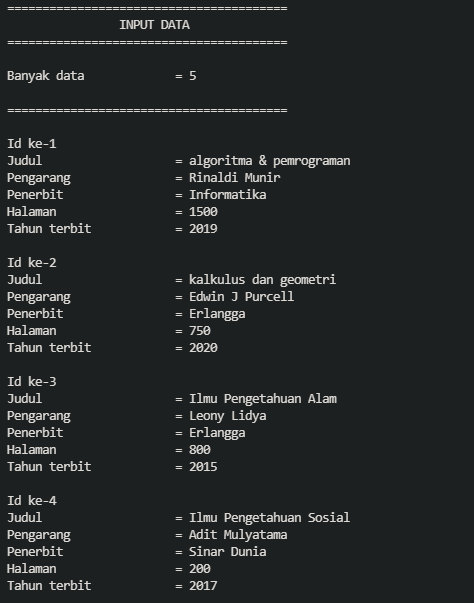 ========================================
INPUT DATA
========================================
Banyak data = 5
========================================
Id ke-1
Judul = algoritma & pemrograman
Pengarang = Rinaldi Munir
Penerbit = Informatika
Halaman = 1500
Tahun terbit = 2019
Id ke-2
Judul = kalkulus dan geometri
Pengarang = Edwin J Purcell
Penerbit = Erlangga
Halaman = 750
Tahun terbit = 2020
Id ke-3
Judul = Ilmu Pengetahuan Alam
Pengarang = Leony Lidya
Penerbit = Erlangga
Halaman = 800
Tahun terbit = 2015
Id ke-4
Judul = Ilmu Pengetahuan Sosial
Pengarang = Adit Mulyatama
Penerbit = Sinar Dunia
Halaman = 200
Tahun terbit = 2017